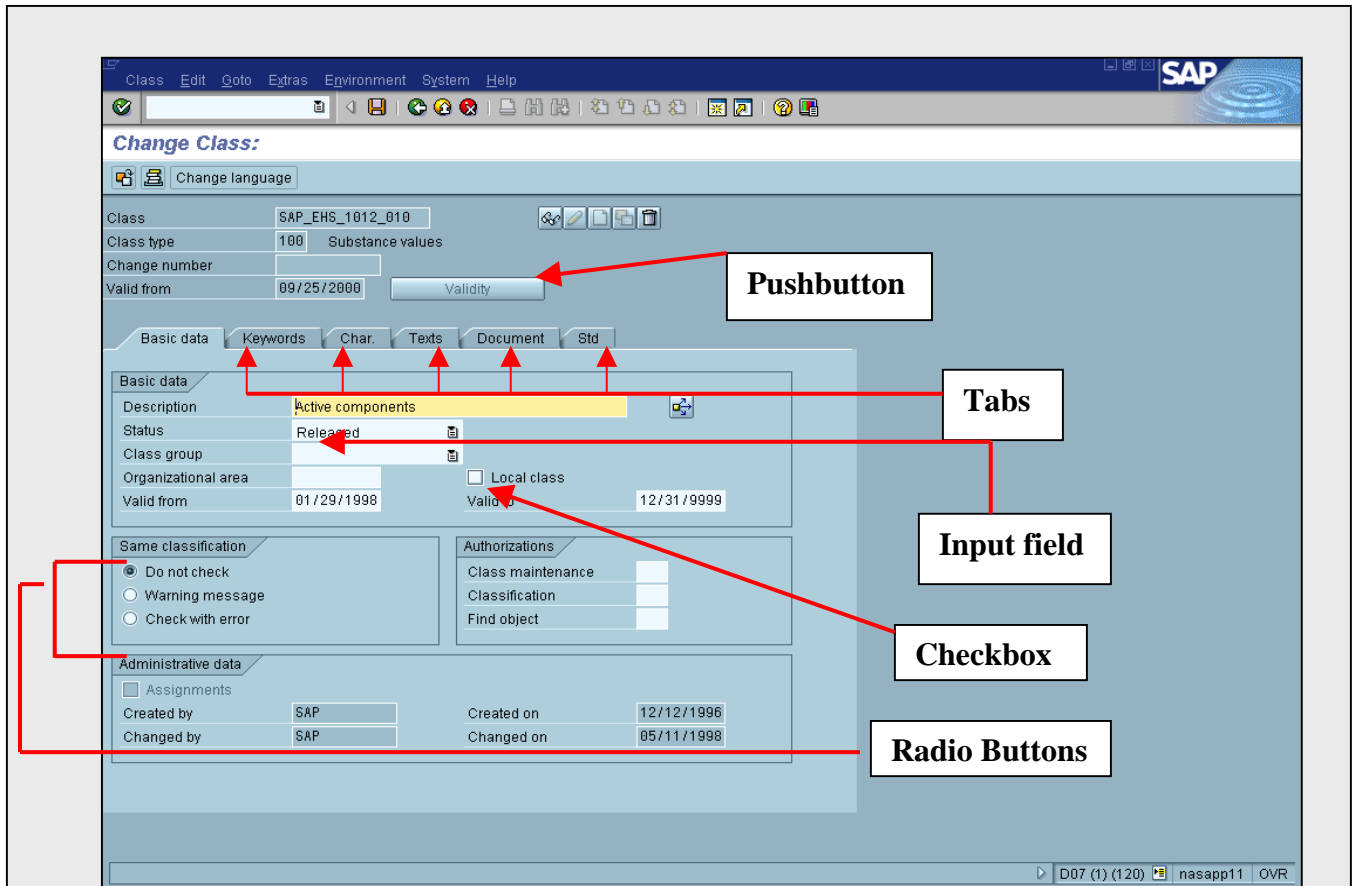 Class Edit Goto Extras Environment System Help
SAP
Change Class:
Change language
Class SAP_EHS_1012_010
Class type 100 Substance values
Change number
Valid from 09/25/2000 Validity
Pushbutton
Basic data Keywords Char. Texts Document Std
Basic data
Tabs
Description Active components
Status Released
Class group
Organizational area Local class
Valid from 01/29/1998 Valid to 12/31/9999
Input field
Same classification Authorizations
Do not check Class maintenance
Warning message Classification
Check with error Find object
Checkbox
Administrative data
Assignments
Created by SAP Created on 12/12/1996
Changed by SAP Changed on 05/11/1998
Radio Buttons
D07 (1) (120) nasapp11 OVR